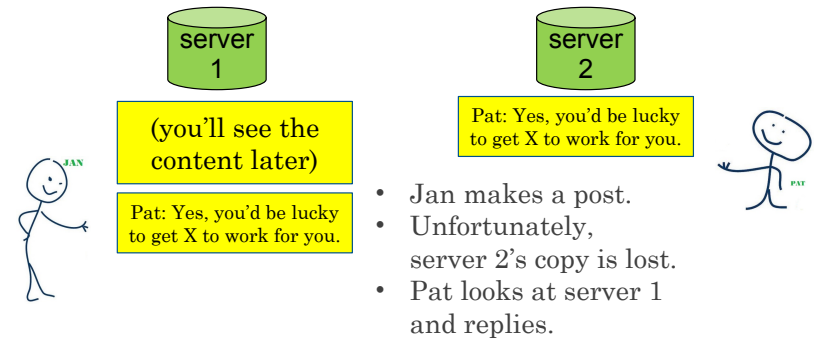 server
1
server
2
(you'll see the
content later)
Pat: Yes, you'd be lucky
to get X to work for you.
JAN
Pat: Yes, you'd be lucky
to get X to work for you.
PAT
• Jan makes a post.
• Unfortunately,
server 2's copy is lost.
• Pat looks at server 1
and replies.